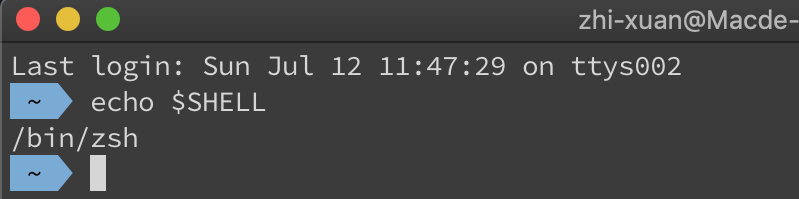 zhi-xuan@Macde-
Last login: Sun Jul 12 11:47:29 on ttys002
~ echo $SHELL
/bin/zsh
~